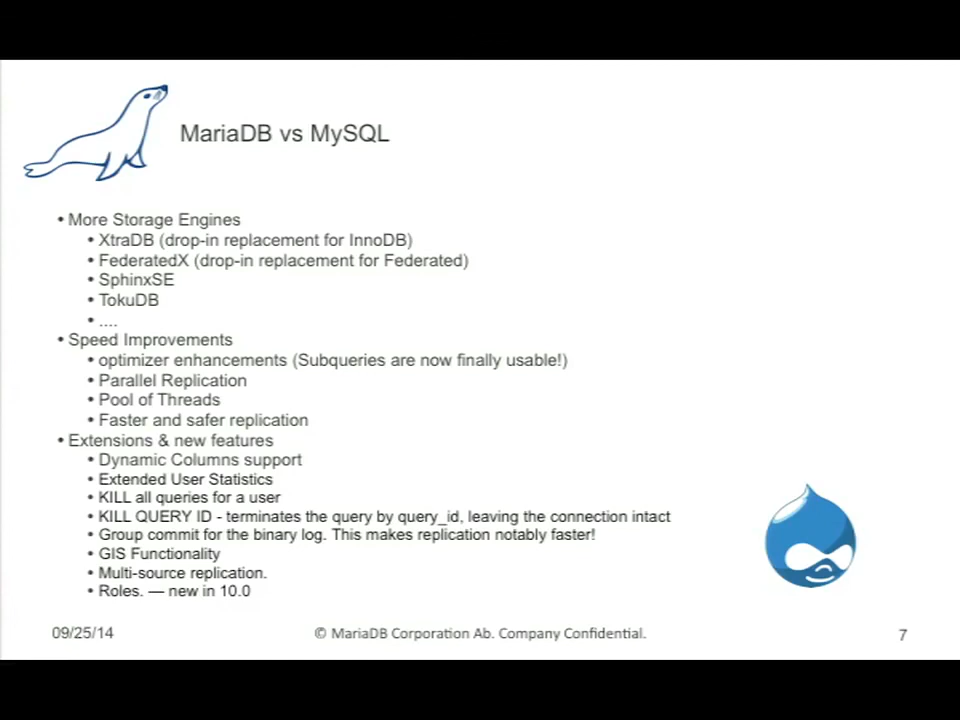 MariaDB vs MySQL
• More Storage Engines
• XtraDB (drop-in replacement for InnoDB)
• FederatedX (drop-in replacement for Federated)
• SphinxSE
• TokuDB
• ....
• Speed Improvements
• optimizer enhancements (Subqueries are now finally usable!)
• Parallel Replication
• Pool of Threads
• Faster and safer replication
• Extensions & new features
• Dynamic Columns support
• Extended User Statistics
• KILL all queries for a user
• KILL QUERY ID - terminates the query by query_id, leaving the connection intact
• Group commit for the binary log. This makes replication notably faster!
• GIS Functionality
• Multi-source replication.
• Roles. — new in 10.0
09/25/14 © MariaDB Corporation Ab. Company Confidential. 7